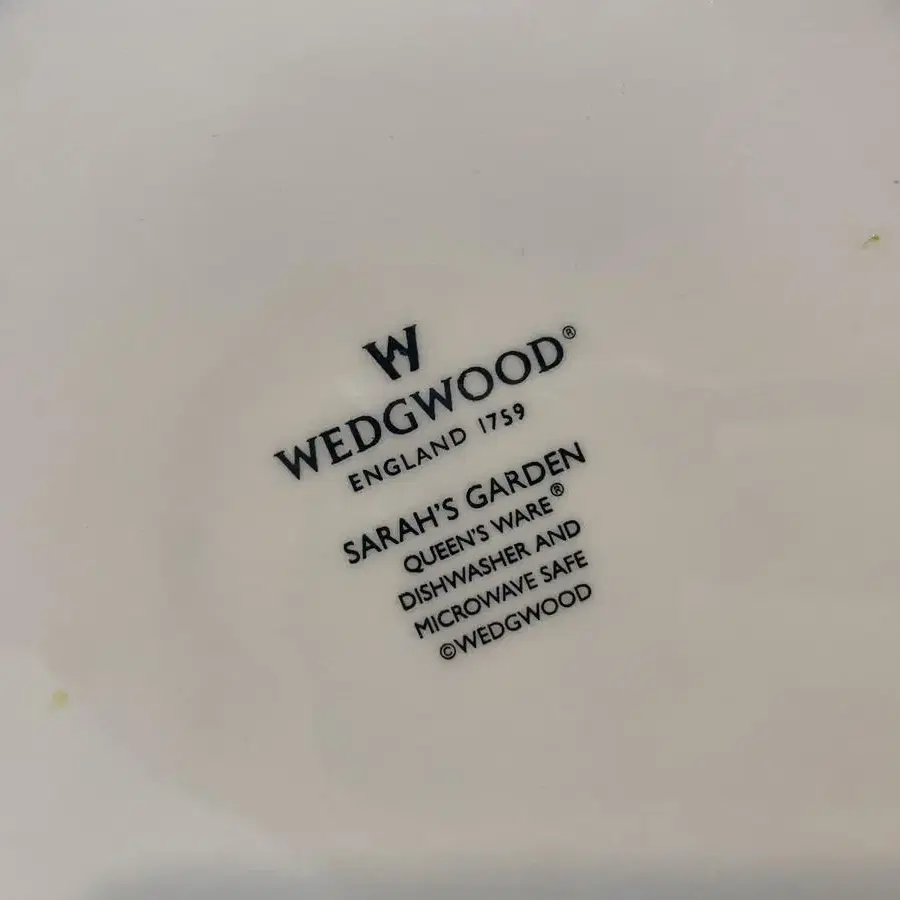 W
WEDGWOOD®
ENGLAND 1759
SARAH'S GARDEN
QUEEN'S WARE®
DISHWASHER AND
MICROWAVE SAFE
©WEDGWOOD